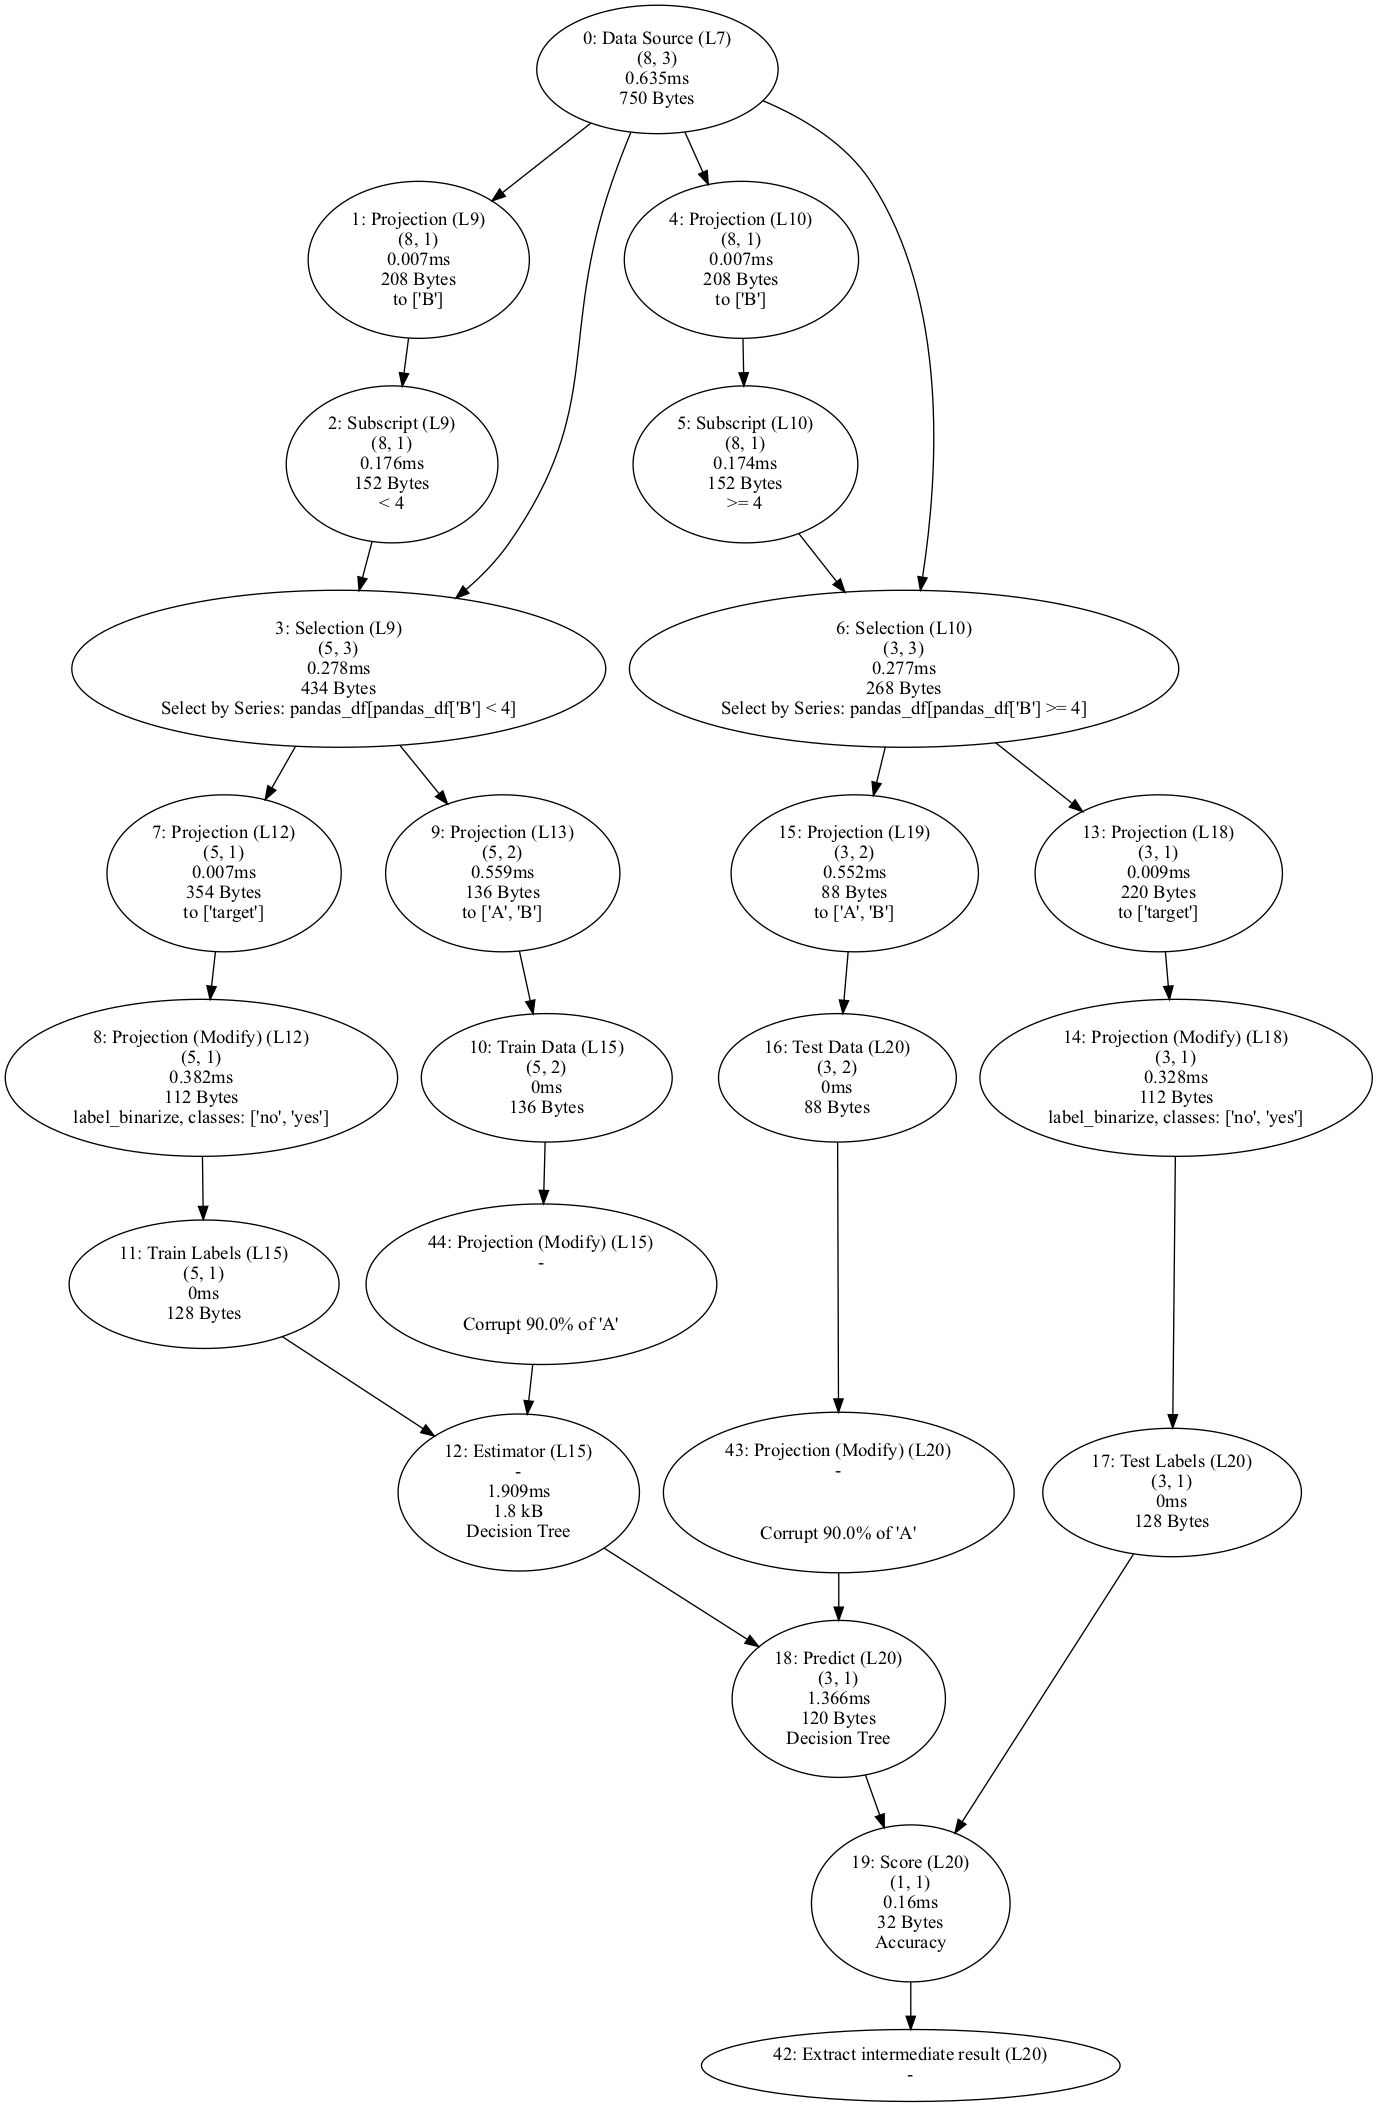 0: Data Source (L7)
(8, 3)
0.635ms
750 Bytes
1: Projection (L9)
(8, 1)
0.007ms
208 Bytes
to ['B']
4: Projection (L10)
(8, 1)
0.007ms
208 Bytes
to ['B']
2: Subscript (L9)
(8, 1)
0.176ms
152 Bytes
< 4
5: Subscript (L10)
(8, 1)
0.174ms
152 Bytes
>= 4
3: Selection (L9)
(5, 3)
0.278ms
434 Bytes
Select by Series: pandas_df[pandas_df['B'] < 4]
6: Selection (L10)
(3, 3)
0.277ms
268 Bytes
Select by Series: pandas_df[pandas_df['B'] >= 4]
7: Projection (L12)
(5, 1)
0.007ms
354 Bytes
to ['target']
9: Projection (L13)
(5, 2)
0.559ms
136 Bytes
to ['A', 'B']
15: Projection (L19)
(3, 2)
0.552ms
88 Bytes
to ['A', 'B']
13: Projection (L18)
(3, 1)
0.009ms
220 Bytes
to ['target']
8: Projection (Modify) (L12)
(5, 1)
0.382ms
112 Bytes
label_binarize, classes: ['no', 'yes']
10: Train Data (L15)
(5, 2)
0ms
136 Bytes
16: Test Data (L20)
(3, 2)
0ms
88 Bytes
14: Projection (Modify) (L18)
(3, 1)
0.328ms
112 Bytes
label_binarize, classes: ['no', 'yes']
11: Train Labels (L15)
(5, 1)
0ms
128 Bytes
44: Projection (Modify) (L15)
-
Corrupt 90.0% of 'A'
12: Estimator (L15)
-
1.909ms
1.8 kB
Decision Tree
43: Projection (Modify) (L20)
-
Corrupt 90.0% of 'A'
17: Test Labels (L20)
(3, 1)
0ms
128 Bytes
18: Predict (L20)
(3, 1)
1.366ms
120 Bytes
Decision Tree
19: Score (L20)
(1, 1)
0.16ms
32 Bytes
Accuracy
42: Extract intermediate result (L20)
-